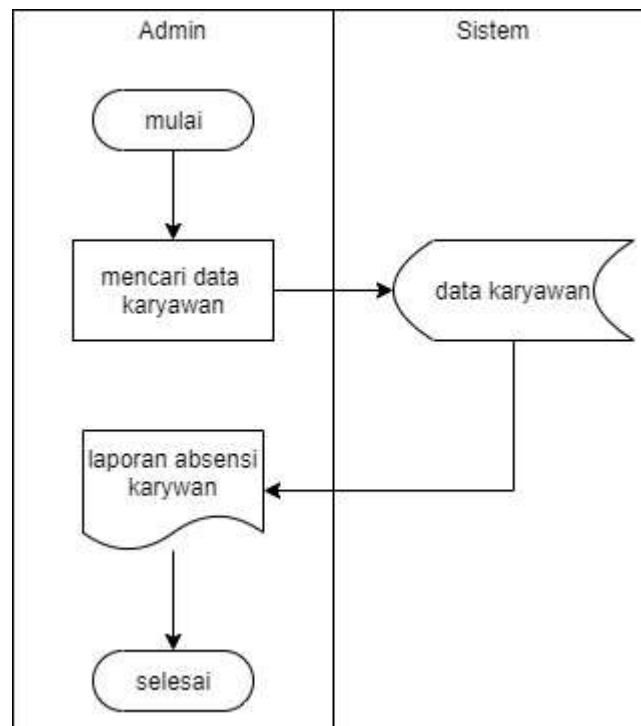 Admin
Sistem
mulai
mencari data
karyawan
data karyawan
laporan absensi
karywan
selesai